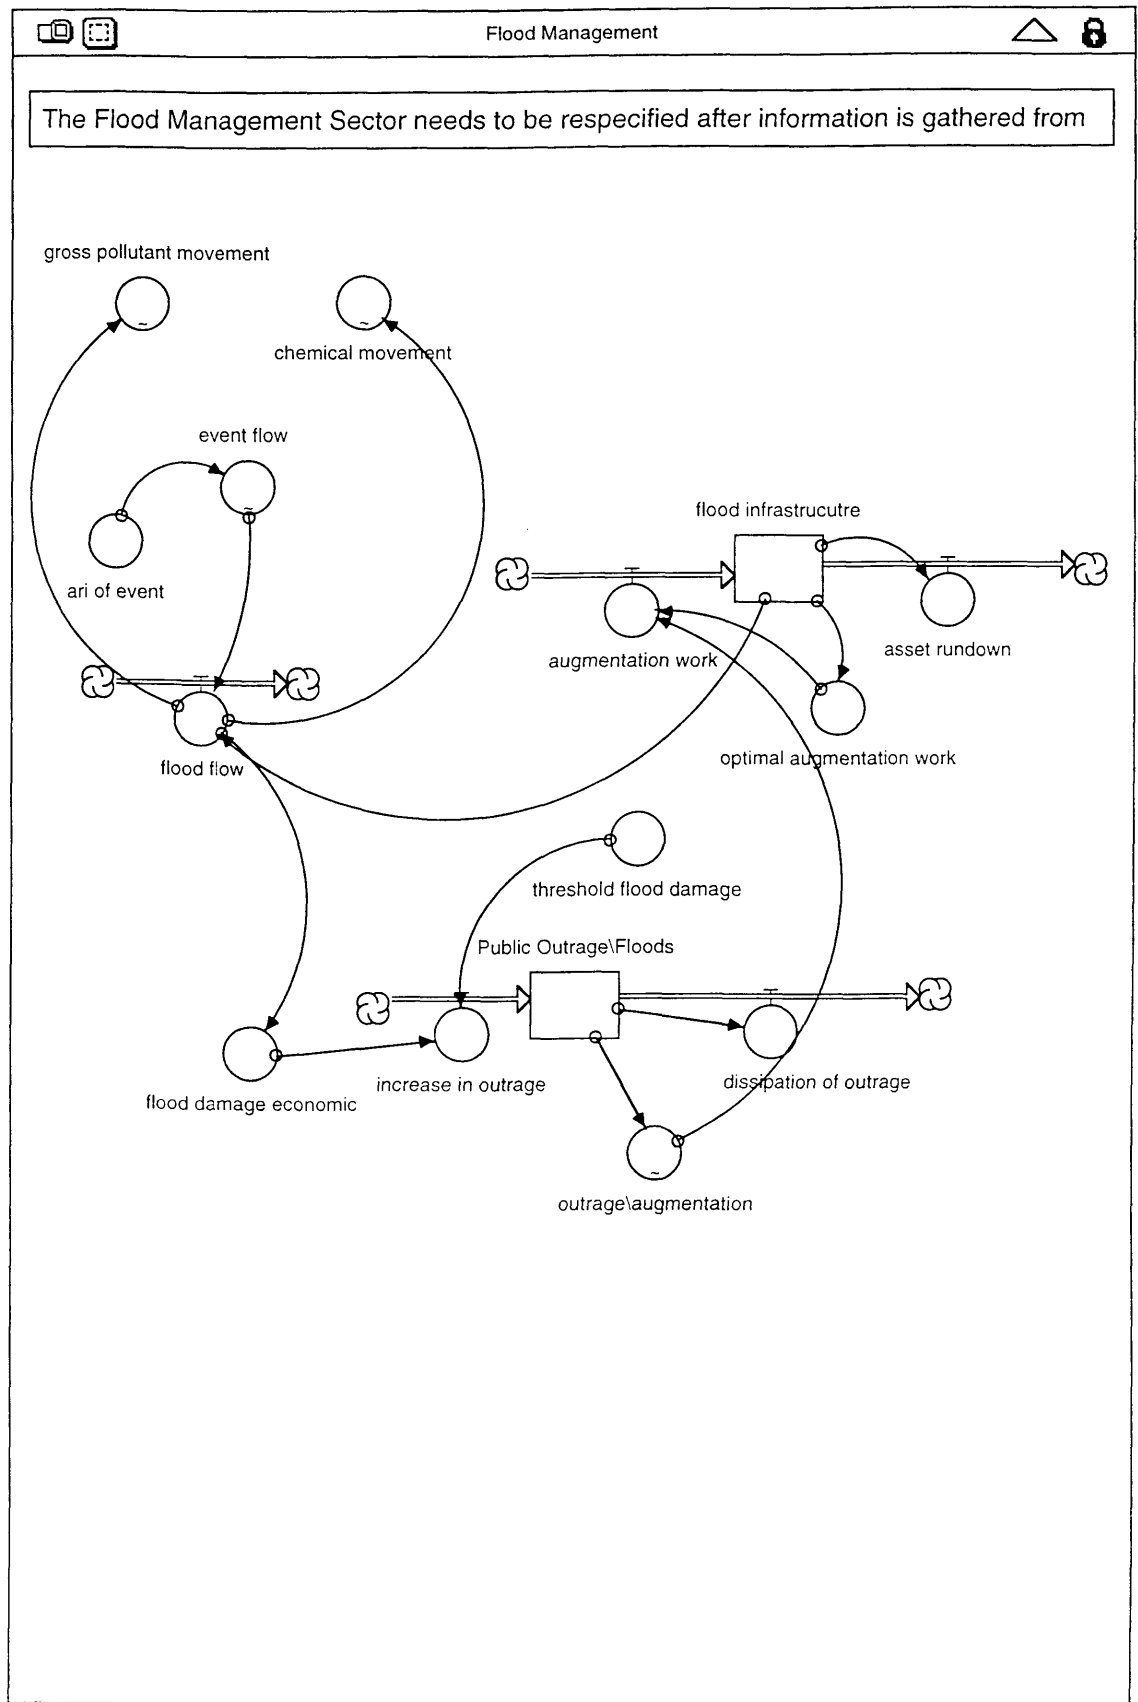 Flood Management
The Flood Management Sector needs to be respecified after information is gathered from
gross pollutant movement
chemical movement
event flow
ari of event
flood infrastrucutre
augmentation work
asset rundown
optimal augmentation work
flood flow
threshold flood damage
Public Outrage\Floods
increase in outrage
dissipation of outrage
flood damage economic
outrage\augmentation